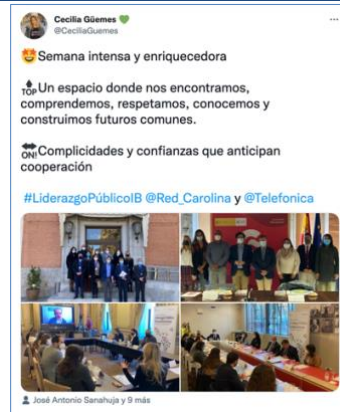 Cecilia Güemes 💚
@CeciliaGuemes
🤩Semana intensa y enriquecedora
🔝Un espacio donde nos encontramos,
comprendemos, respetamos, conocemos y
construimos futuros comunes.
🔛Complicidades y confianzas que anticipan
cooperación
#LiderazgoPúblicoIB @Red_Carolina y @Telefonica
José Antonio Sanahuja y 9 más